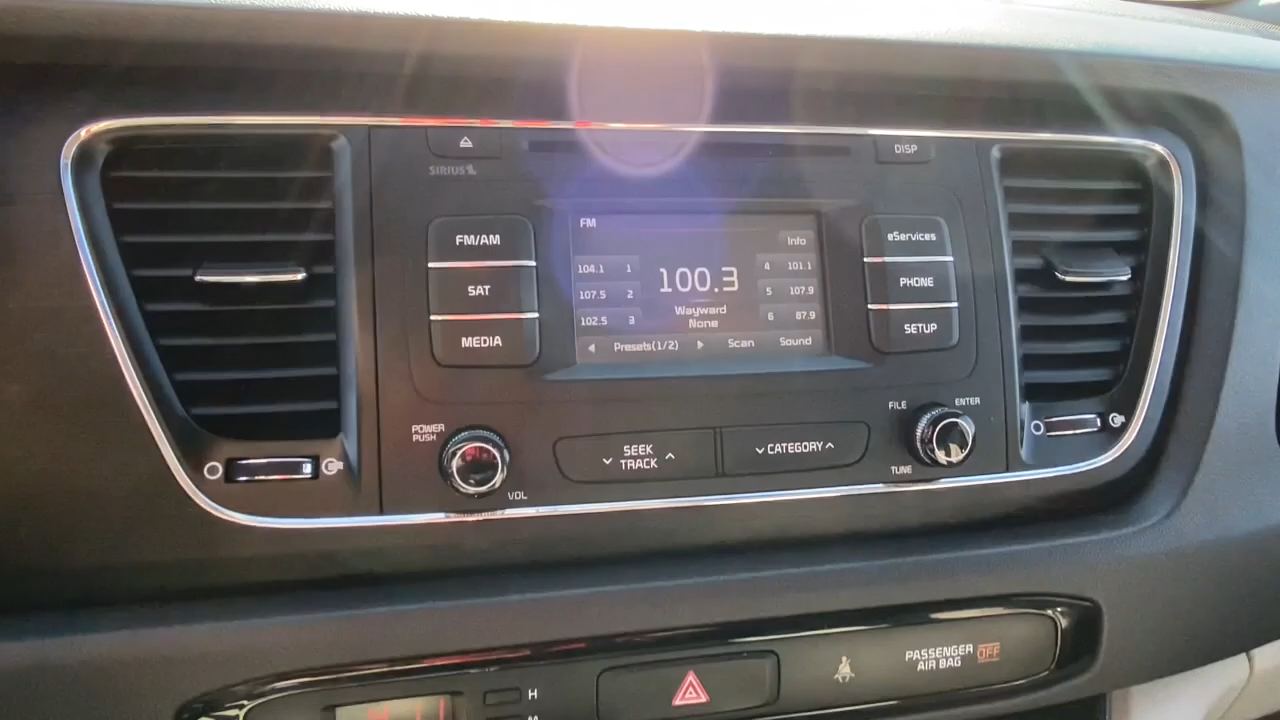 SIRIUS
DISP
FM/AM
SAT
MEDIA
FM
Info
104.1 1
107.5 2
102.5 3
100.3
Wayward
None
4 101.1
5 107.9
6 87.9
Presets(1/2)
Scan
Sound
eServices
PHONE
SETUP
POWER
PUSH
VOL
SEEK
TRACK
CATEGORY
FILE
ENTER
TUNE
PASSENGER
AIR BAG
OFF
H